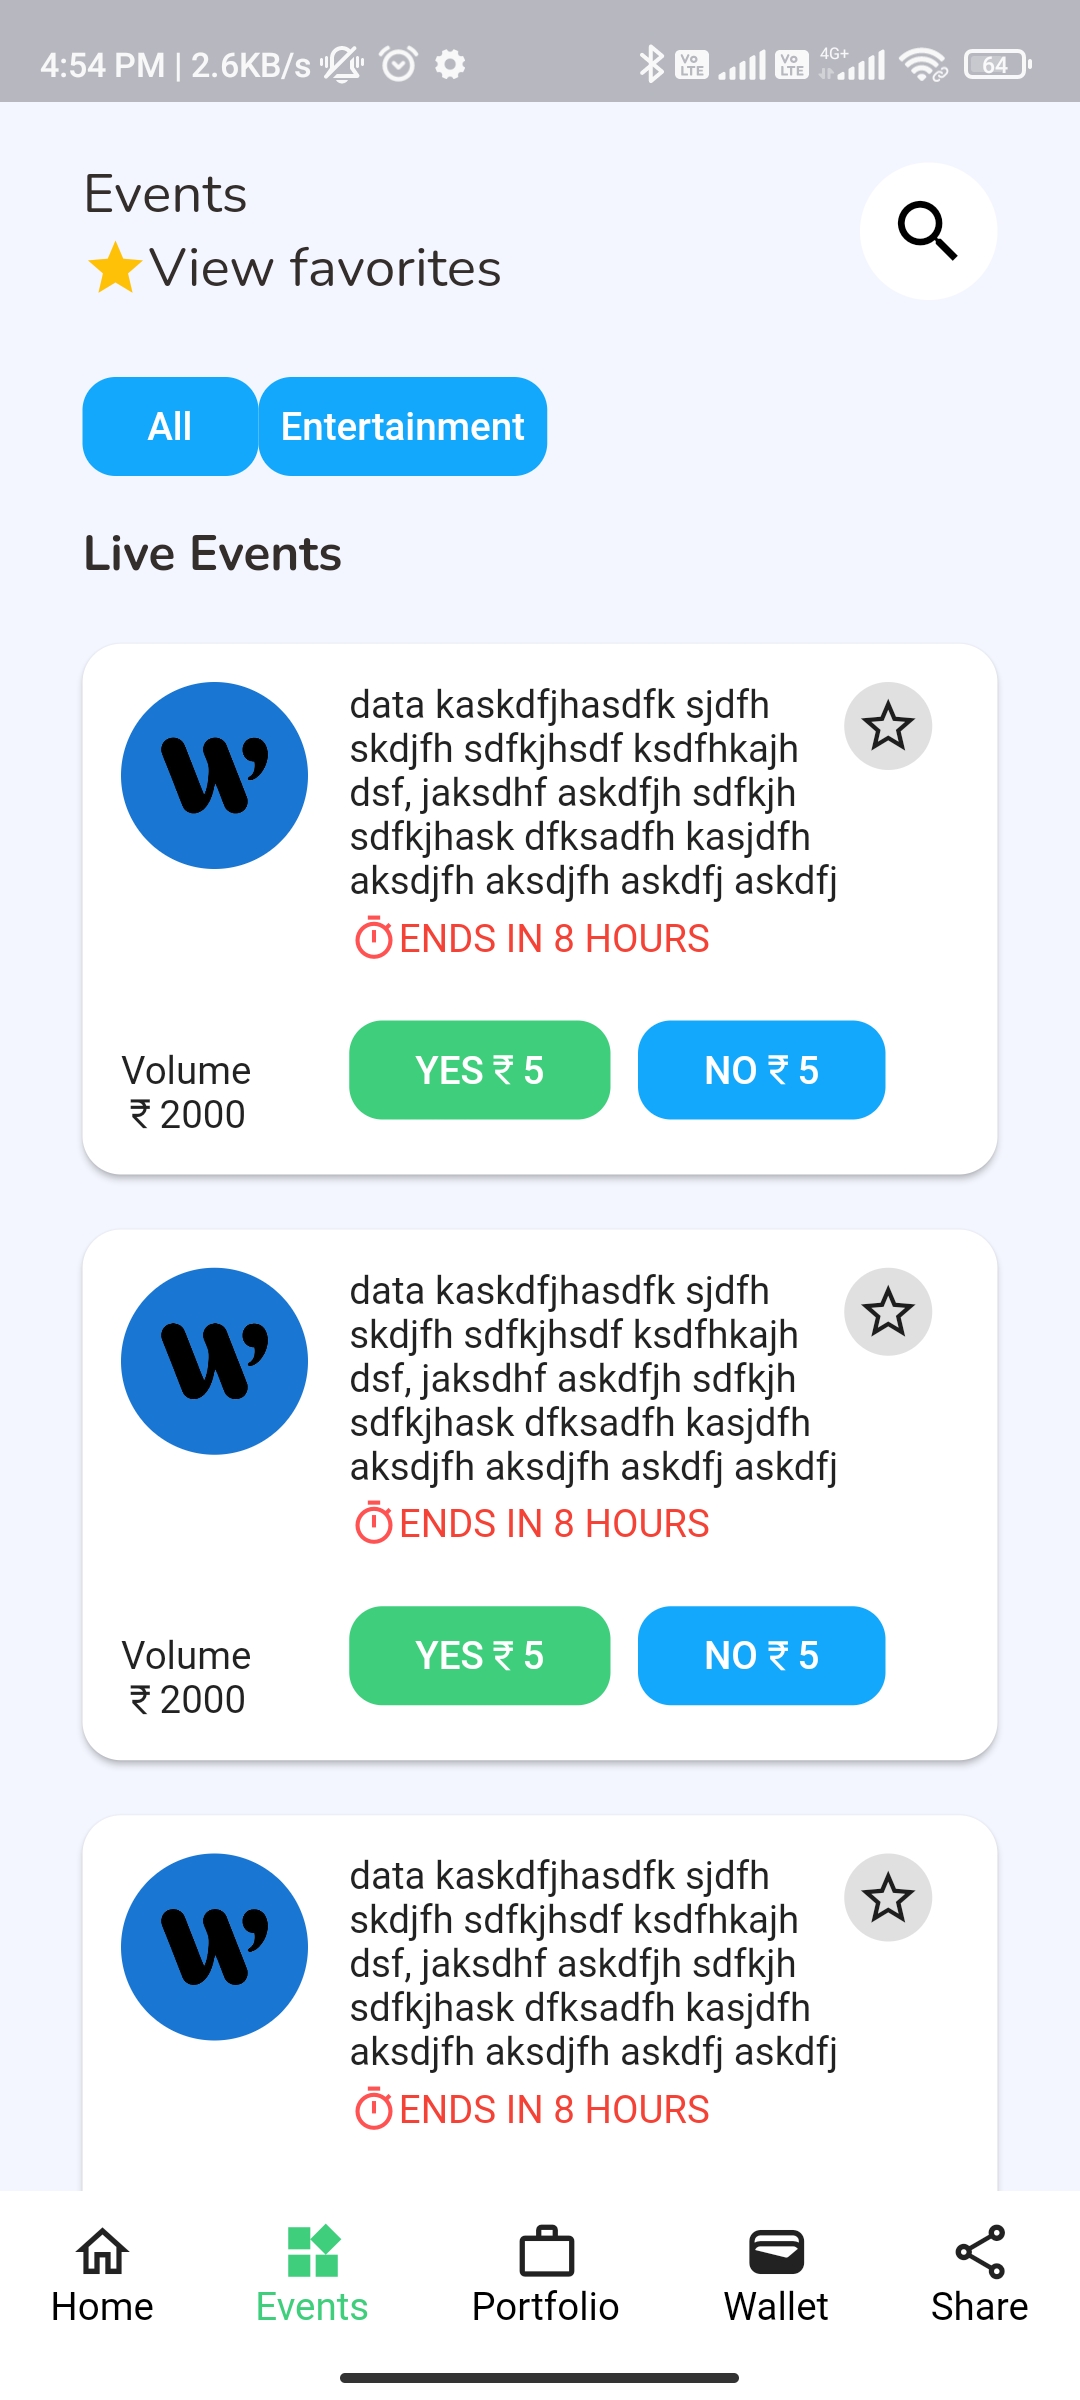 4:54 PM | 2.6KB/s Vo LTE Vo LTE 4G+ 64
Events
View favorites
All Entertainment
Live Events
data kaskdfjhasdfk sjdfh
skdjfh sdfkjhsdf ksdfhkajh
dsf, jaksdhf askdfjh sdfkjh
sdfkjhask dfksadfh kasjdfh
aksdjfh aksdjfh askdfj askdfj
ENDS IN 8 HOURS
YES ₹ 5 NO ₹ 5
Volume
₹ 2000
data kaskdfjhasdfk sjdfh
skdjfh sdfkjhsdf ksdfhkajh
dsf, jaksdhf askdfjh sdfkjh
sdfkjhask dfksadfh kasjdfh
aksdjfh aksdjfh askdfj askdfj
ENDS IN 8 HOURS
YES ₹ 5 NO ₹ 5
Volume
₹ 2000
data kaskdfjhasdfk sjdfh
skdjfh sdfkjhsdf ksdfhkajh
dsf, jaksdhf askdfjh sdfkjh
sdfkjhask dfksadfh kasjdfh
aksdjfh aksdjfh askdfj askdfj
ENDS IN 8 HOURS
Home Events Portfolio Wallet Share